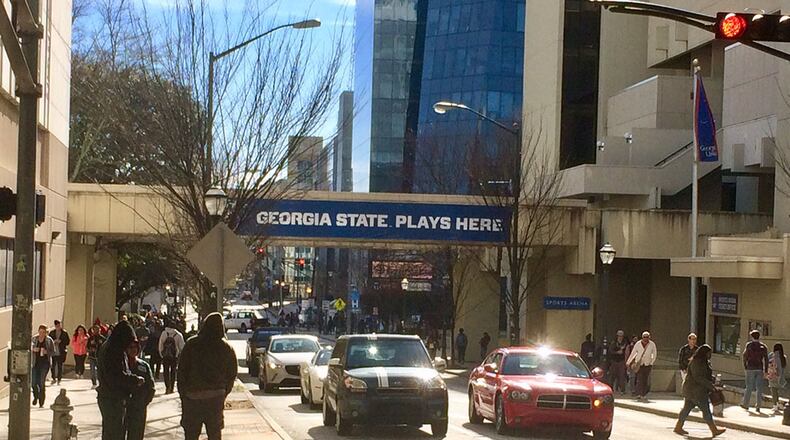 GEORGIA STATE PLAYS HERE
SPORTS ARENA